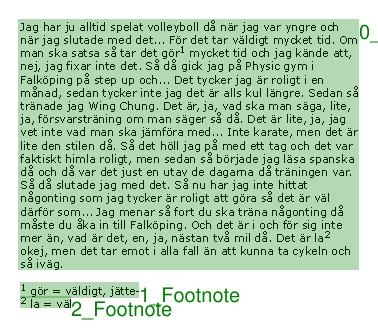 Jag har ju alltid spelat volleyboll då när jag var yngre och
när jag slutade med det... För det tar väldigt mycket tid. Om
man ska satsa så tar det gör¹ mycket tid och jag kände att,
nej, jag fixar inte det. Så då gick jag på Physic gym i
Falköping på step up och... Det tycker jag är roligt i en
månad, sedan tycker inte jag det är alls kul längre. Sedan så
tränade jag Wing Chung. Det är, ja, vad ska man säga, lite,
ja, försvarsträning om man säger så då. Det är lite, ja, jag
vet inte vad man ska jämföra med... Inte karate, men det är
lite den stilen då. Så det höll jag på med ett tag och det var
faktiskt himla roligt, men sedan så började jag läsa spanska
då och då var det just en utav de dagarna då träningen var.
Så då slutade jag med det. Så nu har jag inte hittat
någonting som jag tycker är roligt att göra så det är väl
därför som... Jag menar så fort du ska träna någonting då
måste du åka in till Falköping. Och det är i och för sig inte
mer än, vad är det, en, ja, nästan två mil då. Det är la²
okej, men det tar emot i alla fall än att kunna ta cykeln och
så iväg.
0_
¹ gör = väldigt, jätte-
1_Footnote
² la = väl
2_Footnote